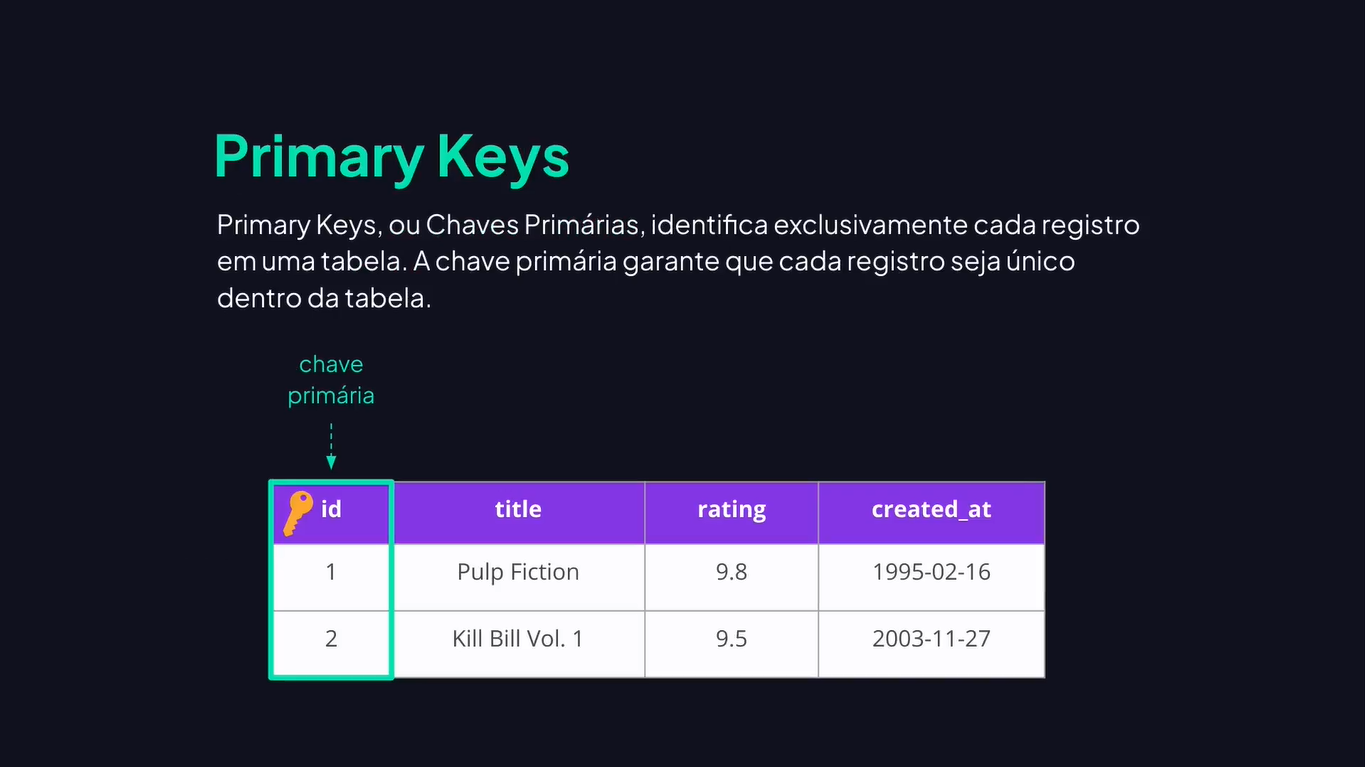 Primary Keys
Primary Keys, ou Chaves Primárias, identifica exclusivamente cada registro
em uma tabela. A chave primária garante que cada registro seja único
dentro da tabela.
chave
primária
id title rating created_at
1 Pulp Fiction 9.8 1995-02-16
2 Kill Bill Vol. 1 9.5 2003-11-27